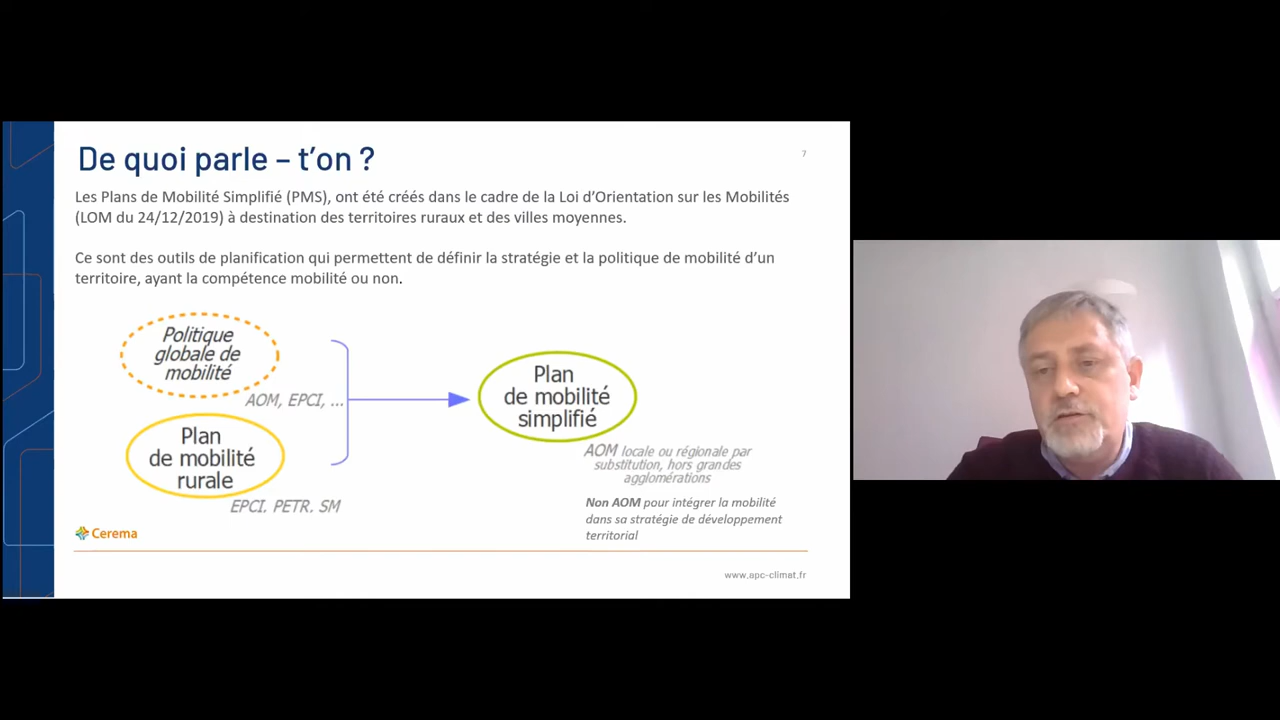 De quoi parle – t’on ?
7
Les Plans de Mobilité Simplifié (PMS), ont été créés dans le cadre de la Loi d’Orientation sur les Mobilités
(LOM du 24/12/2019) à destination des territoires ruraux et des villes moyennes.
Ce sont des outils de planification qui permettent de définir la stratégie et la politique de mobilité d’un
territoire, ayant la compétence mobilité ou non.
Politique
globale de
mobilité
AOM, EPCI, ...
Plan
de mobilité
rurale
EPCI. PETR. SM
Plan
de mobilité
simplifié
AOM locale ou régionale par
substitution, hors grandes
agglomérations
Non AOM pour intégrer la mobilité
dans sa stratégie de développement
territorial
Cerema
www.apc-climat.fr